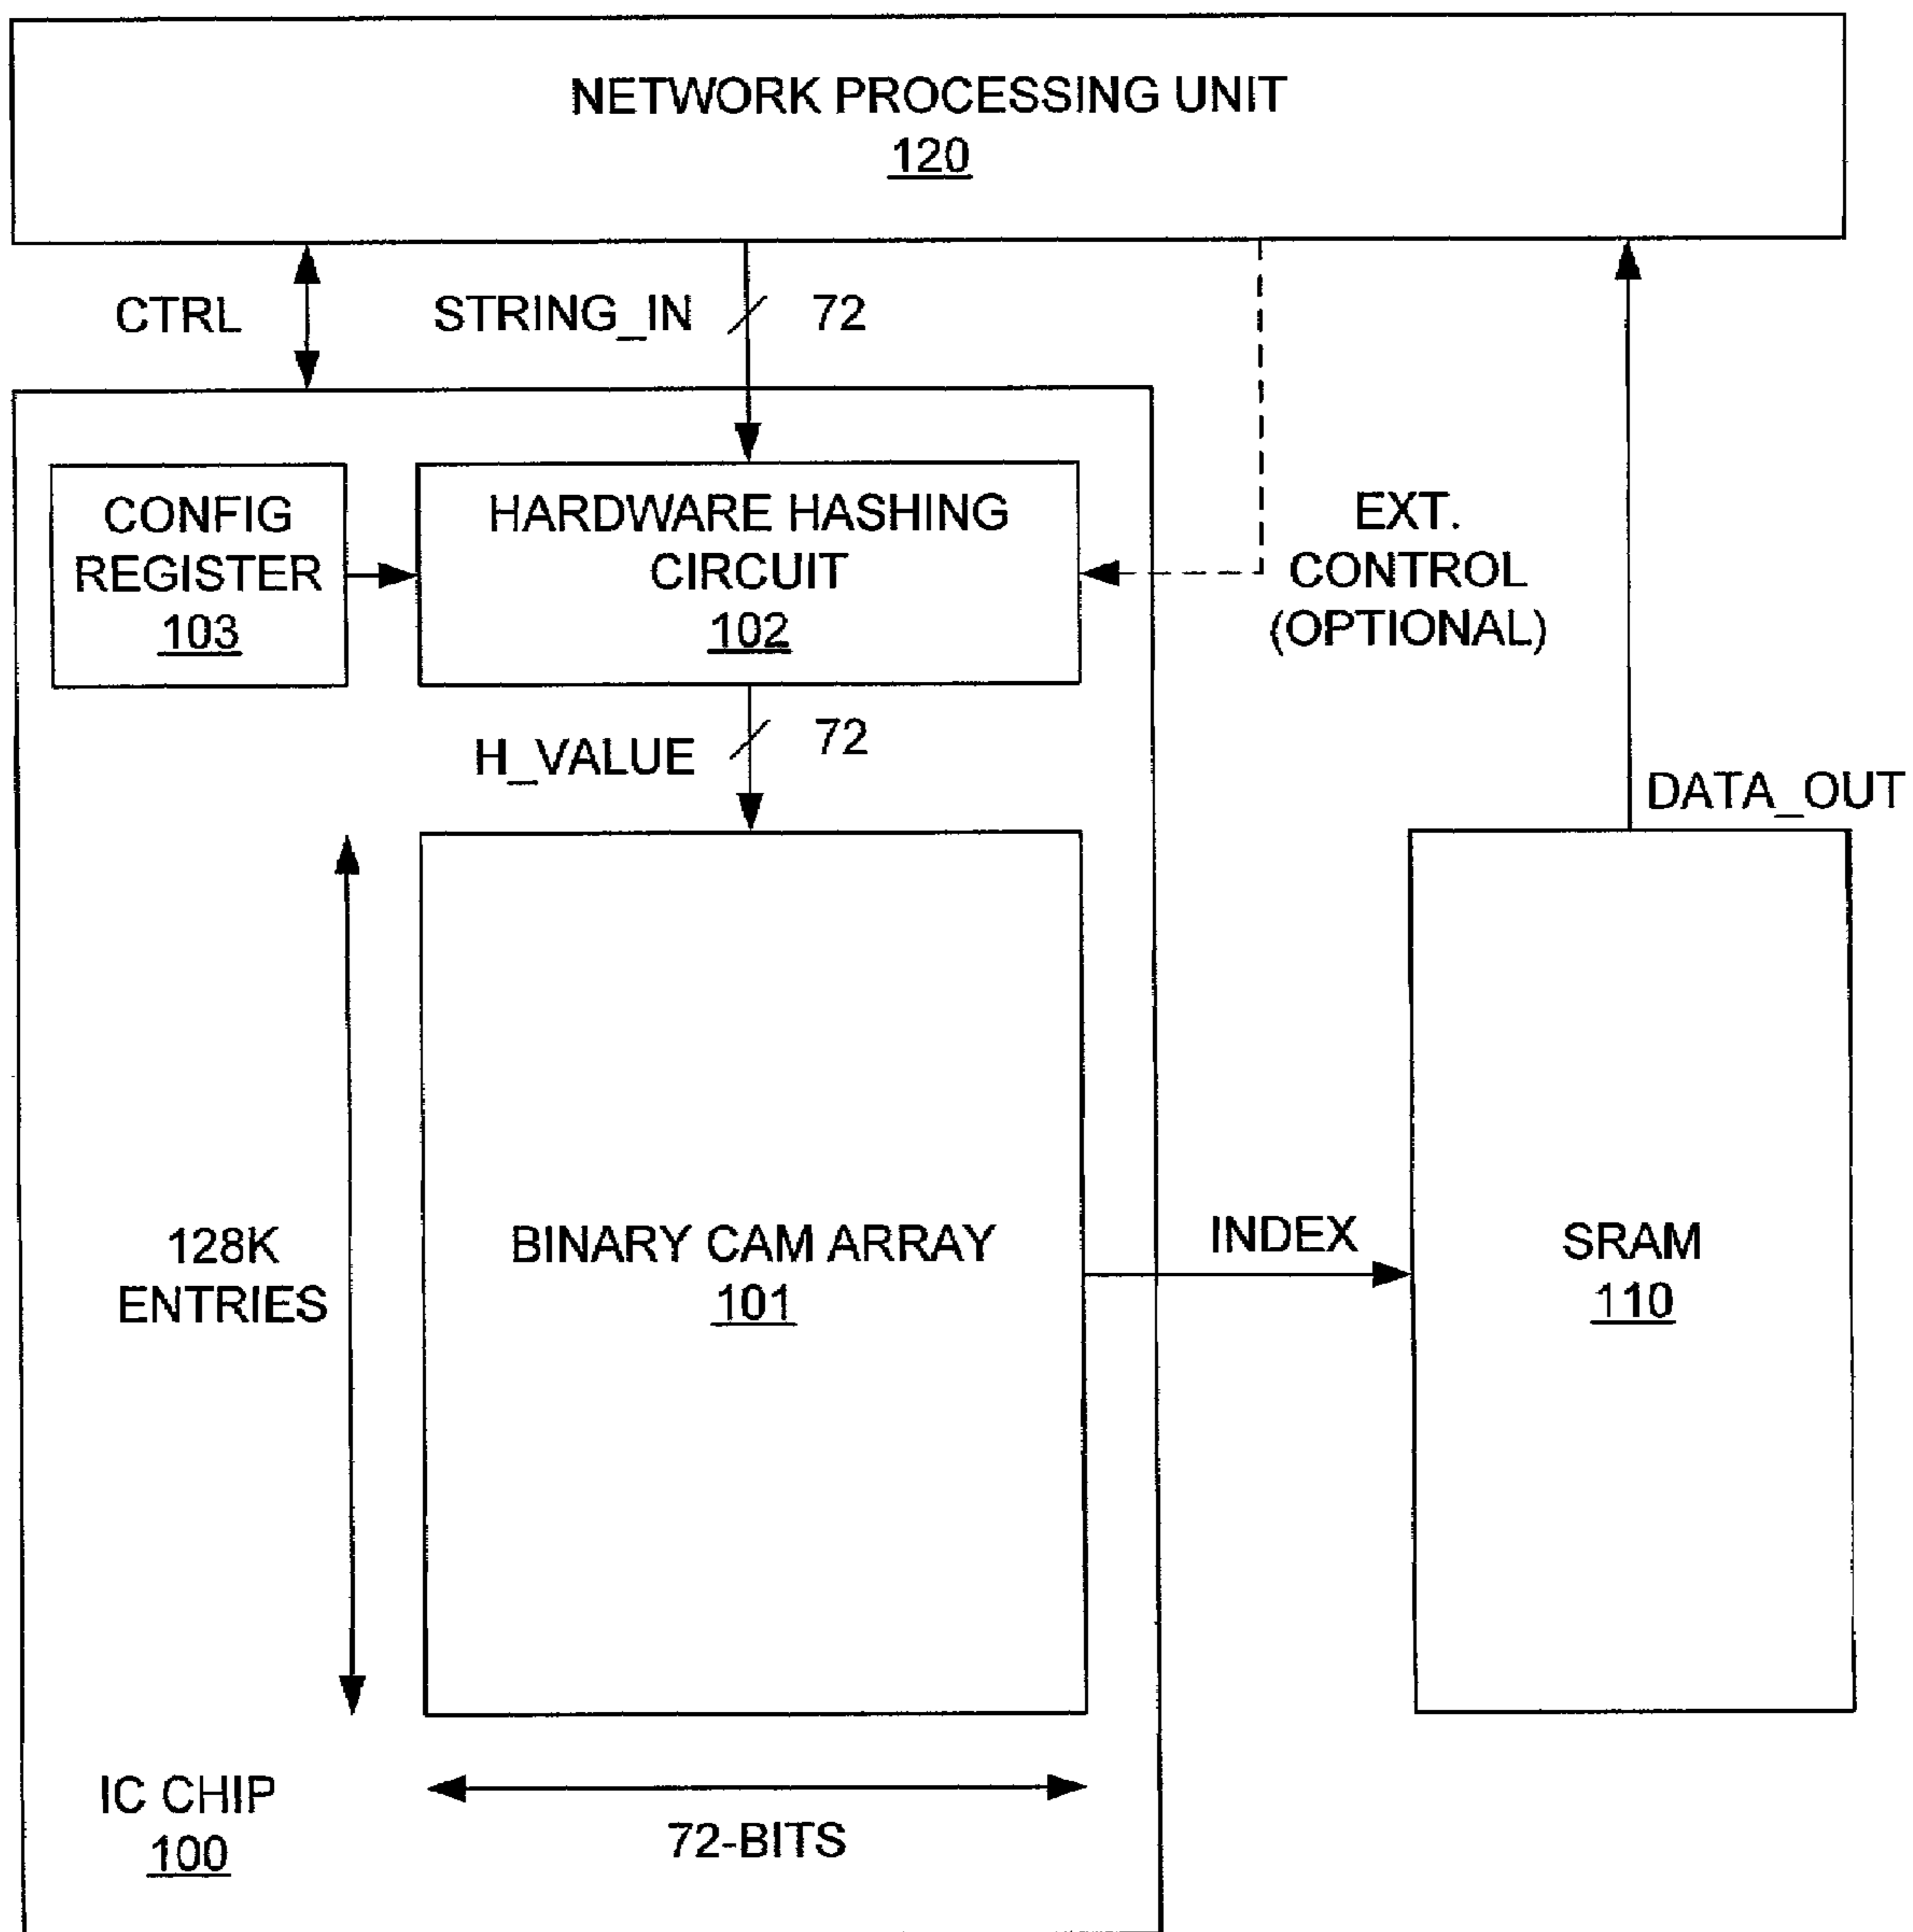 NETWORK PROCESSING UNIT
120
CTRL
STRING_IN
72
CONFIG
REGISTER
103
HARDWARE HASHING
CIRCUIT
102
EXT.
CONTROL
(OPTIONAL)
H_VALUE
72
DATA_OUT
128K
ENTRIES
BINARY CAM ARRAY
101
INDEX
SRAM
110
IC CHIP
100
72-BITS